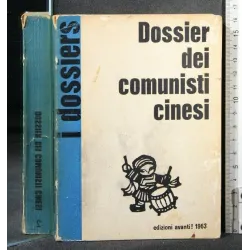 i dossiers
Dossier
dei
comunisti
cinesi
edizioni avanti! 1963
DOSSIER DEI COMUNISTI CINESI